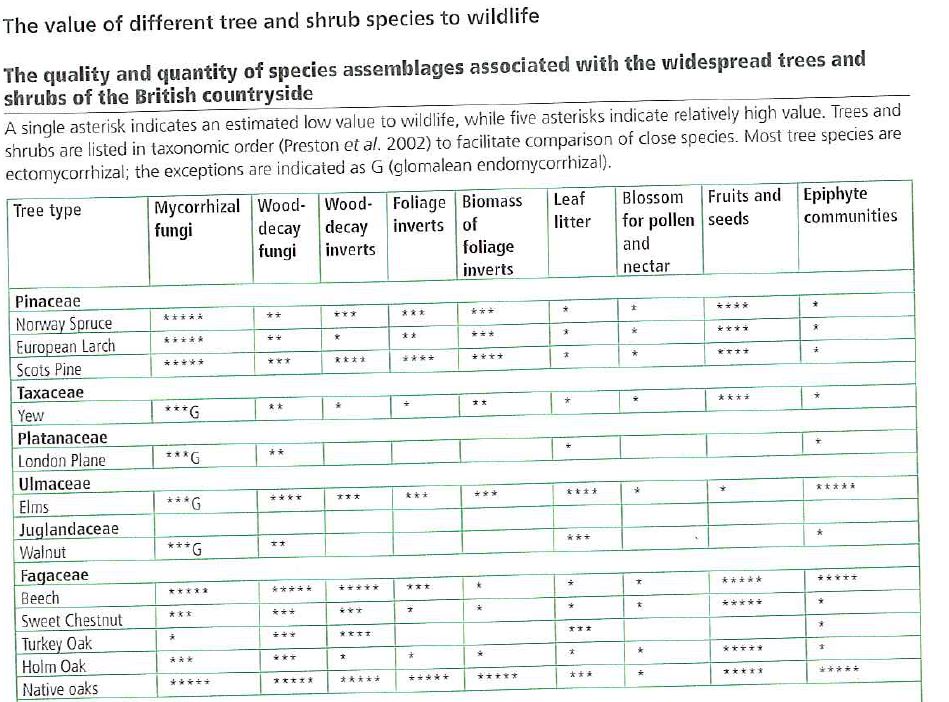 The value of different tree and shrub species to wildlife
The quality and quantity of species assemblages associated with the widespread trees and
shrubs of the British countryside
A single asterisk indicates an estimated low value to wildlife, while five asterisks indicate relatively high value. Trees and
shrubs are listed in taxonomic order (Preston et al. 2002) to facilitate comparison of close species. Most tree species are
ectomycorrhizal; the exceptions are indicated as G (glomalean endomycorrhizal).
Tree type Mycorrhizal fungi Wood-decay fungi Wood-decay inverts Foliage inverts Biomass of foliage inverts Leaf litter Blossom for pollen and nectar Fruits and seeds Epiphyte communities
Pinaceae
Norway Spruce ***** ** *** *** *** * * **** *
European Larch ***** ** * ** *** * * **** *
Scots Pine ***** *** **** **** **** * * **** *
Taxaceae
Yew ***G ** * * ** * * **** *
Platanaceae
London Plane ***G ** * *
Ulmaceae
Elms ***G **** *** *** *** **** * * *****
Juglandaceae
Walnut ***G ** *** *
Fagaceae
Beech ***** ***** ***** *** * * * ***** *****
Sweet Chestnut *** *** *** * * * * ***** *
Turkey Oak * *** **** *** *
Holm Oak *** *** * * * * * ***** *
Native oaks ***** ***** ***** ***** ***** *** * ***** *****